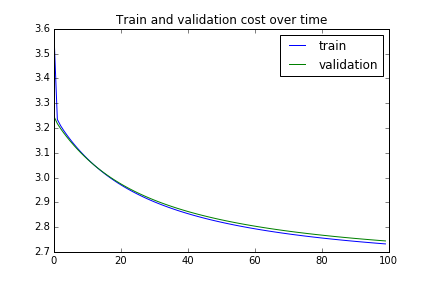 Train and validation cost over time
3.6
3.5
3.4
3.3
3.2
3.1
3.0
2.9
2.8
2.7
0 20 40 60 80 100
train
validation